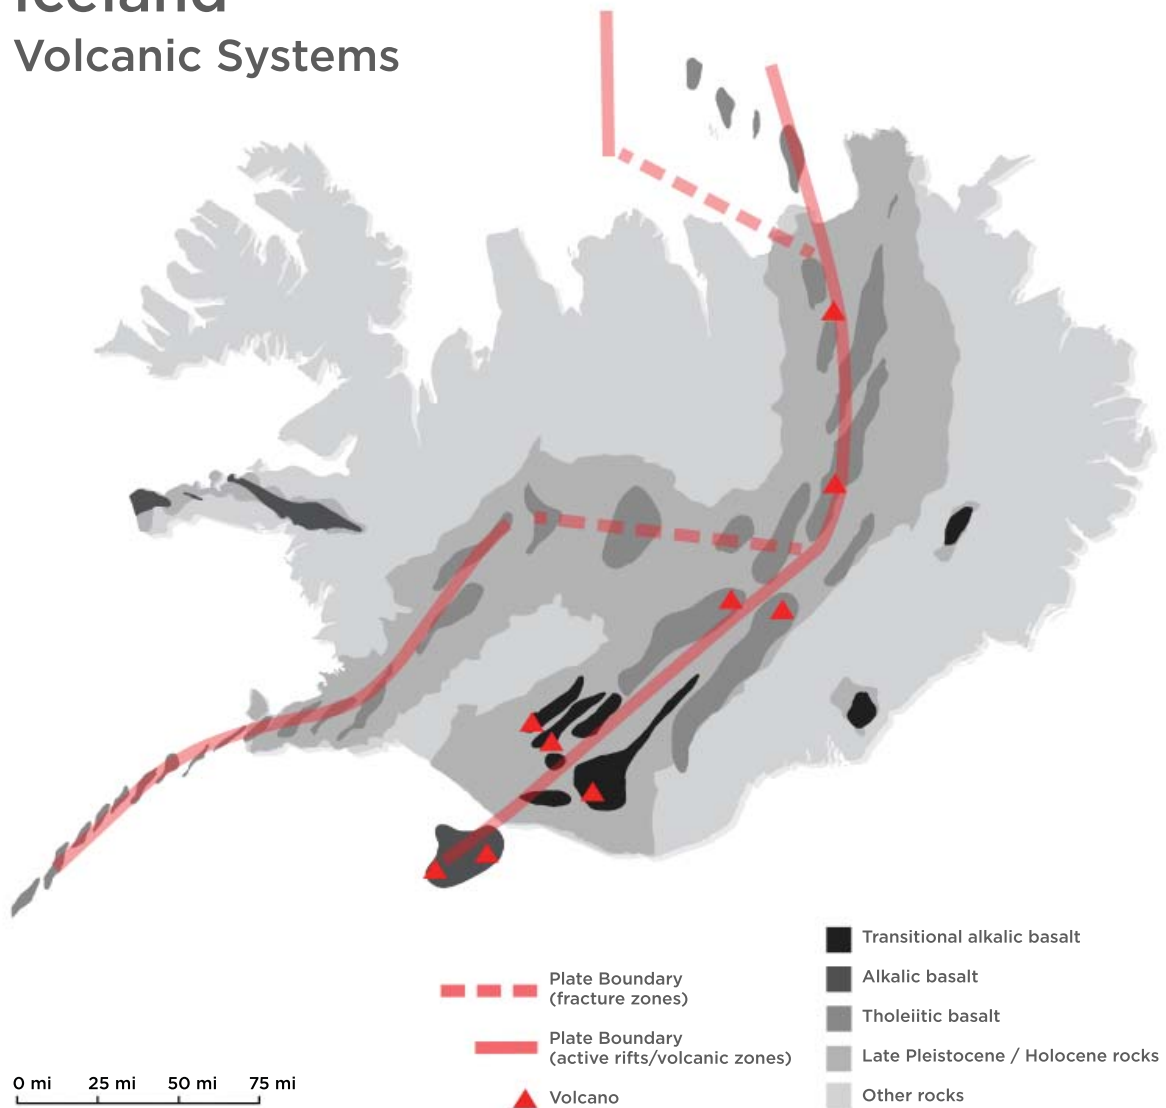 Iceland
Volcanic Systems
Transitional alkalic basalt
Alkalic basalt
Tholeiitic basalt
Late Pleistocene / Holocene rocks
Other rocks
Plate Boundary
(fracture zones)
Plate Boundary
(active rifts/volcanic zones)
Volcano
0 mi 25 mi 50 mi 75 mi